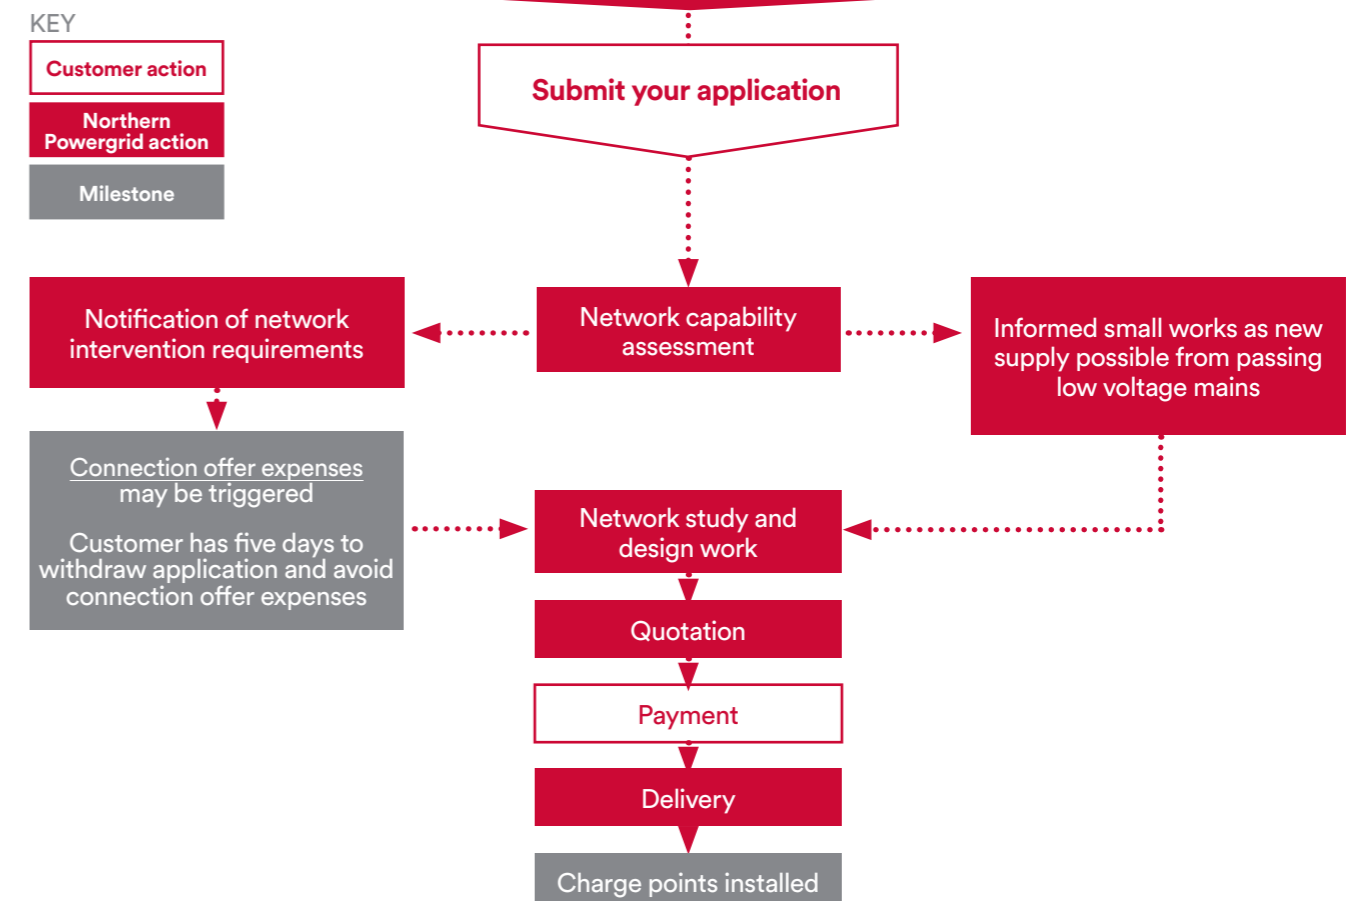 KEY
Customer action
Northern
Powergrid action
Milestone
Submit your application
Network capability
assessment
Notification of network
intervention requirements
Informed small works as new
supply possible from passing
low voltage mains
Connection offer expenses
may be triggered
Customer has five days to
withdraw application and avoid
connection offer expenses
Network study and
design work
Quotation
Payment
Delivery
Charge points installed